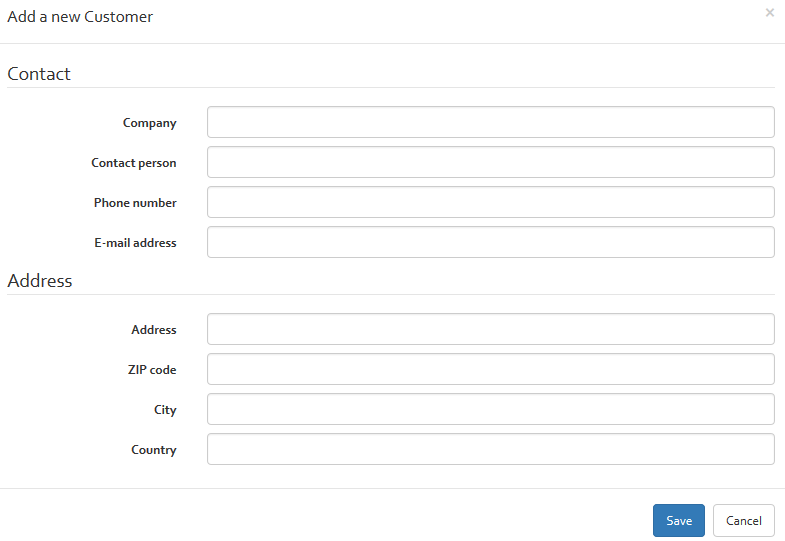 Add a new Customer
×
Contact
Company
Contact person
Phone number
E-mail address
Address
Address
ZIP code
City
Country
Save Cancel